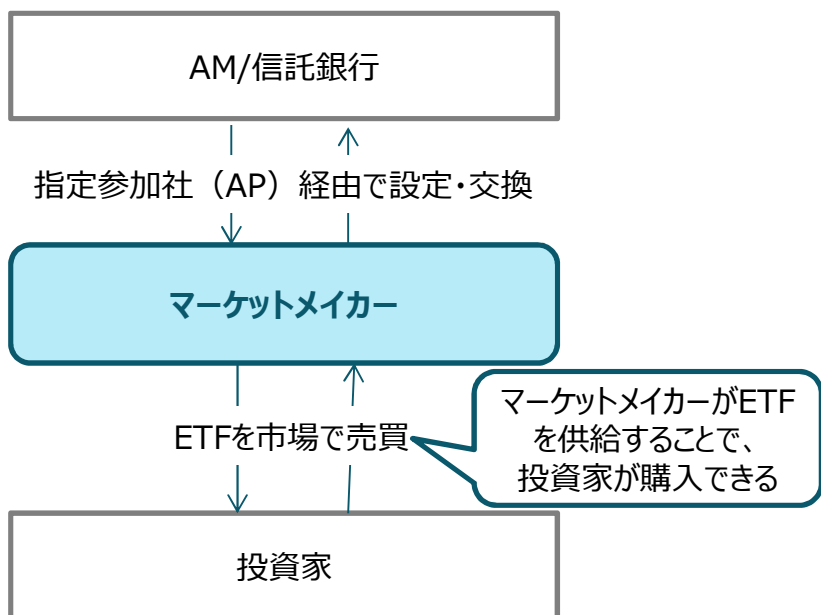 AM/信託銀行
指定参加社（AP）経由で設定・交換
マーケットメイカー
ETFを市場で売買
マーケットメイカーがETF
を供給することで、
投資家が購入できる
投資家